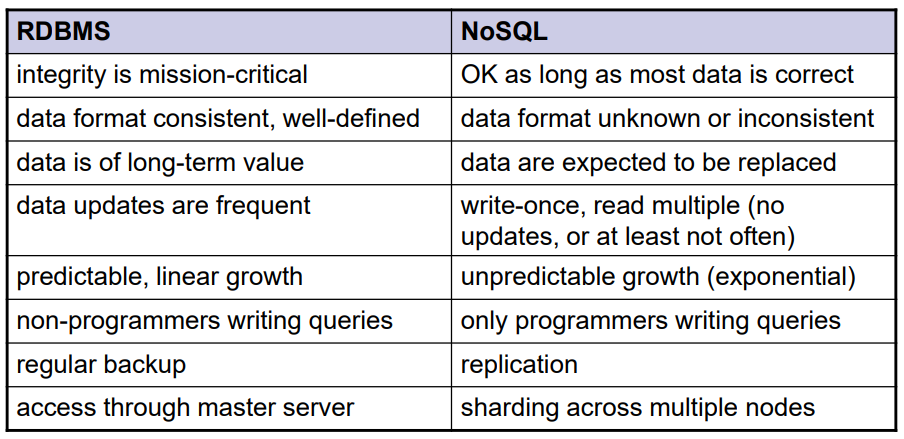 RDBMS NoSQL
integrity is mission-critical OK as long as most data is correct
data format consistent, well-defined data format unknown or inconsistent
data is of long-term value data are expected to be replaced
data updates are frequent write-once, read multiple (no
updates, or at least not often)
predictable, linear growth unpredictable growth (exponential)
non-programmers writing queries only programmers writing queries
regular backup replication
access through master server sharding across multiple nodes